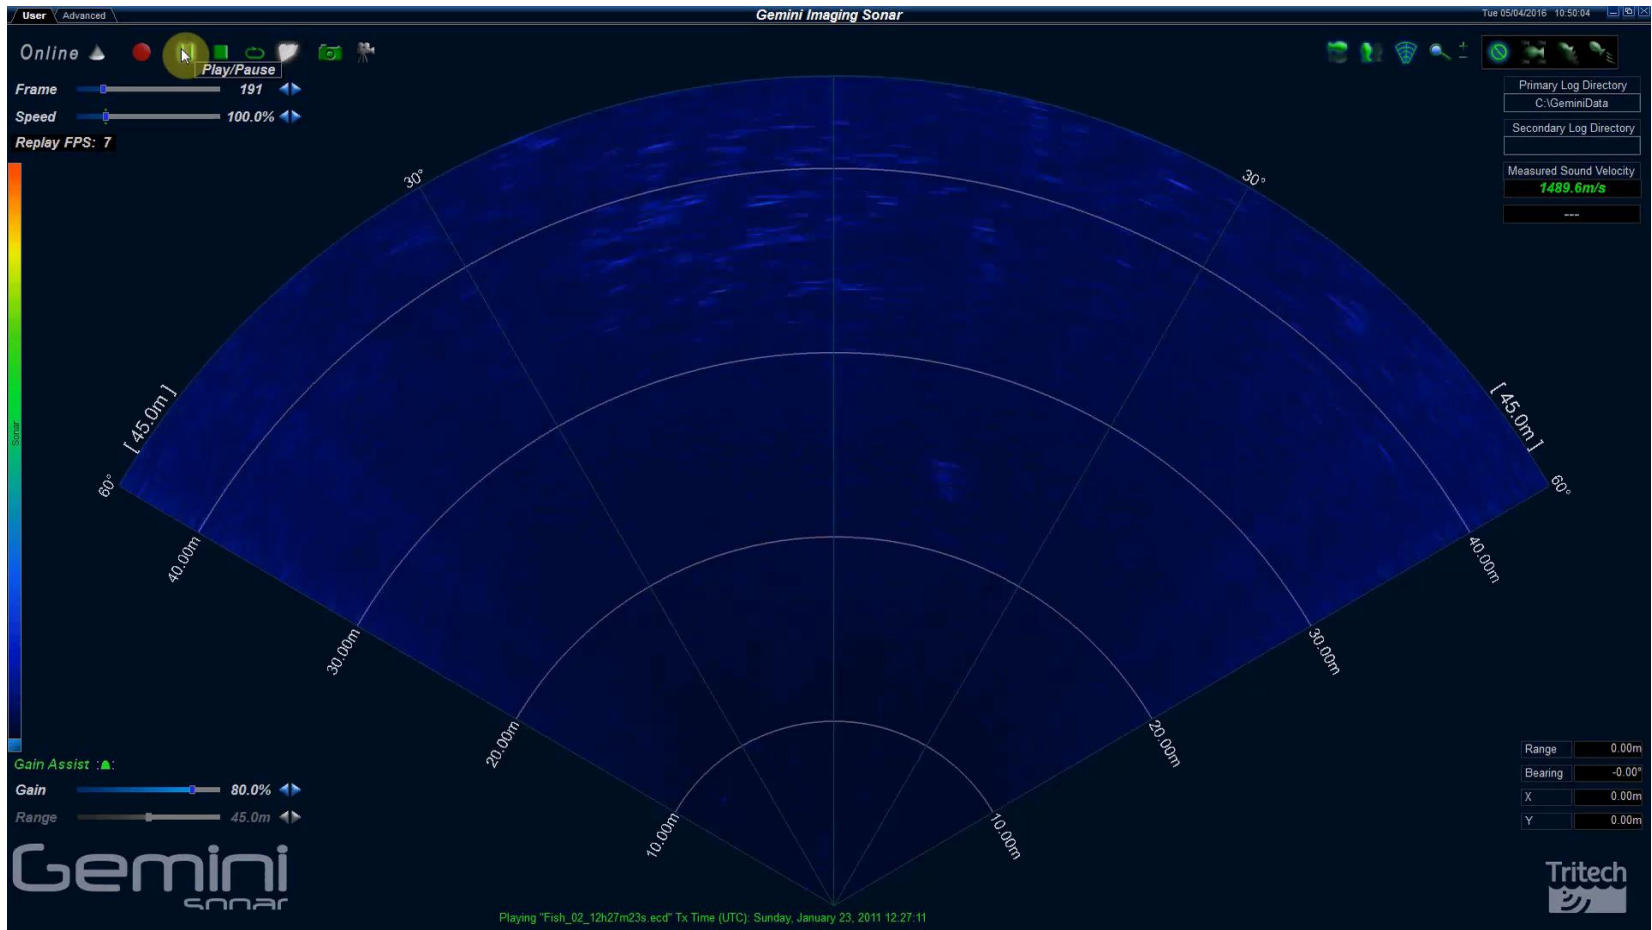 User Advanced Gemini Imaging Sonar Tue 05/04/2016 10:50:04
Online
Play/Pause
Frame 191
Speed 100.0%
Replay FPS: 7
Primary Log Directory
C:\GeminiData
Secondary Log Directory
Measured Sound Velocity
1489.6m/s
---
30° 30°
[ 45.0m ] [ 45.0m ]
60° 60°
Sonar
40.00m 40.00m
30.00m 30.00m
20.00m 20.00m
10.00m 10.00m
Gain Assist
Gain 80.0%
Range 45.0m
Range 0.00m
Bearing -0.00°
X 0.00m
Y 0.00m
Gemini
sonar
Tritech
Playing "Fish_02_12h27m23s.ecd" Tx Time (UTC): Sunday, January 23, 2011 12:27:11